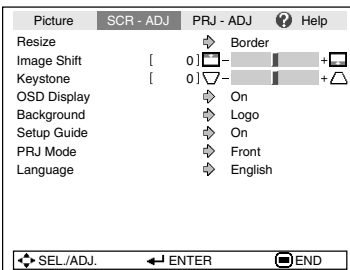 Picture SCR - ADJ PRJ - ADJ ? Help
Resize Border
Image Shift [ 0 ] - +
Keystone [ 0 ] - +
OSD Display On
Background Logo
Setup Guide On
PRJ Mode Front
Language English
SEL./ADJ. ENTER END